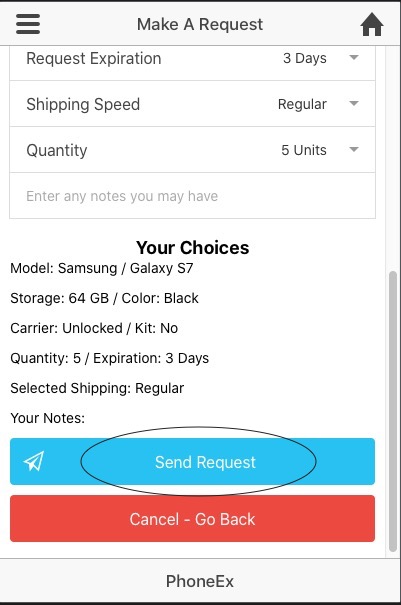 Make A Request
Request Expiration 3 Days
Shipping Speed Regular
Quantity 5 Units
Enter any notes you may have
Your Choices
Model: Samsung / Galaxy S7
Storage: 64 GB / Color: Black
Carrier: Unlocked / Kit: No
Quantity: 5 / Expiration: 3 Days
Selected Shipping: Regular
Your Notes:
Send Request
Cancel - Go Back
PhoneEx